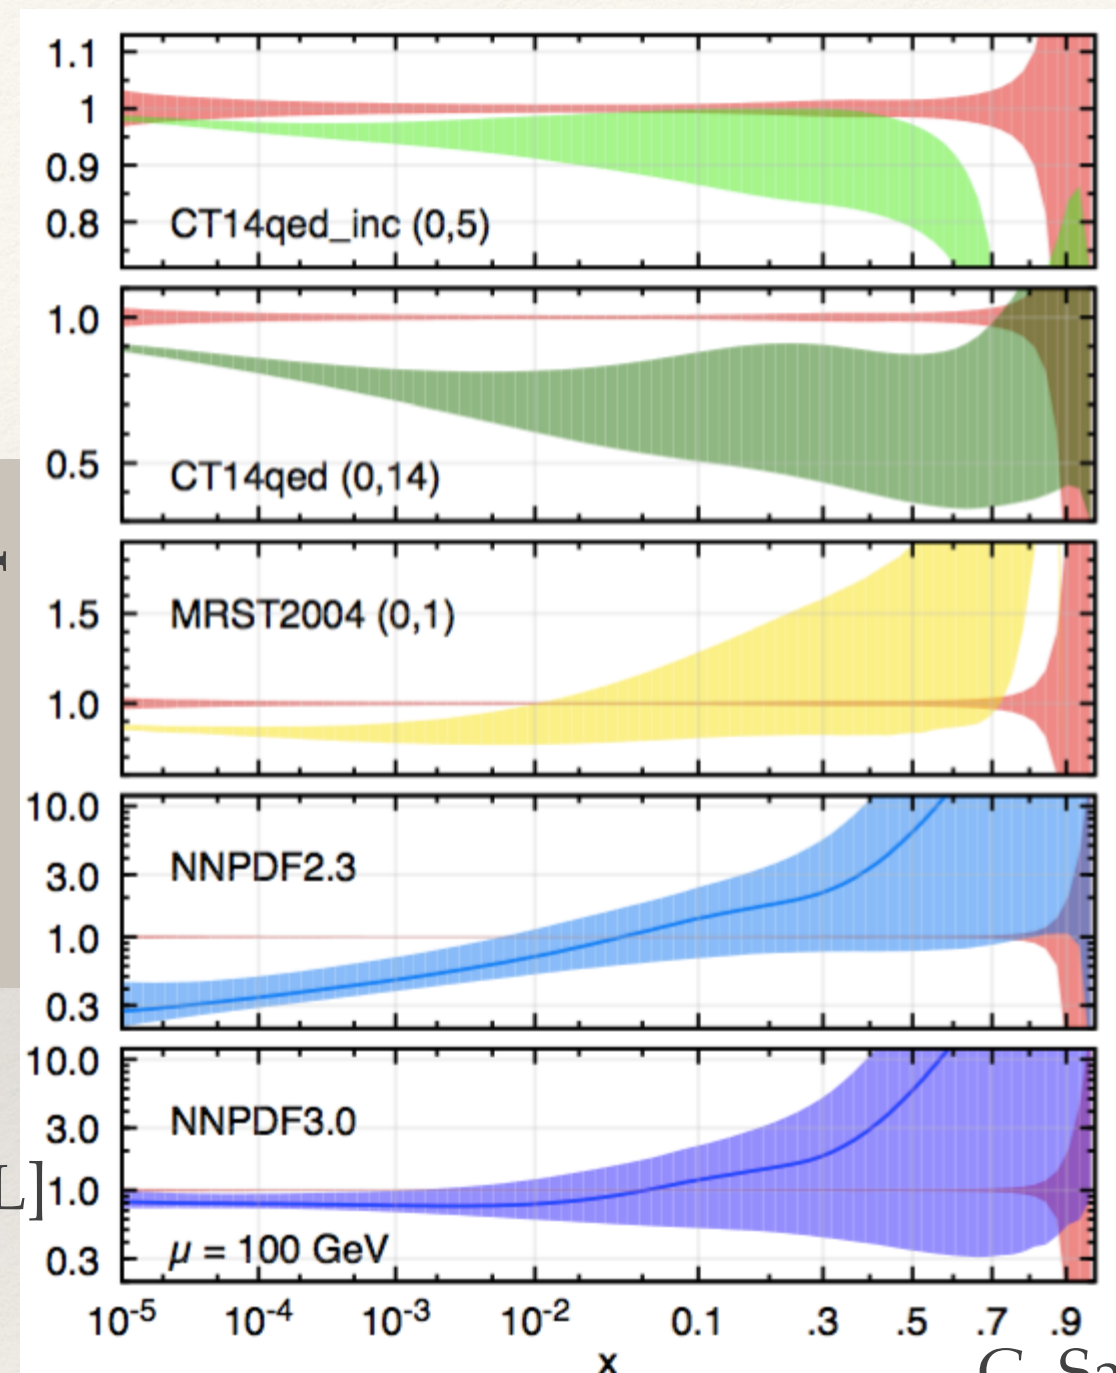 1.1
1
0.9
0.8
CT14qed_inc (0,5)
1.0
0.5
CT14qed (0,14)
1.5
1.0
MRST2004 (0,1)
10.0
3.0
1.0
0.3
NNPDF2.3
10.0
3.0
1.0
0.3
NNPDF3.0
L]
μ = 100 GeV
10⁻⁵ 10⁻⁴ 10⁻³ 10⁻² 0.1 .3 .5 .7 .9
x